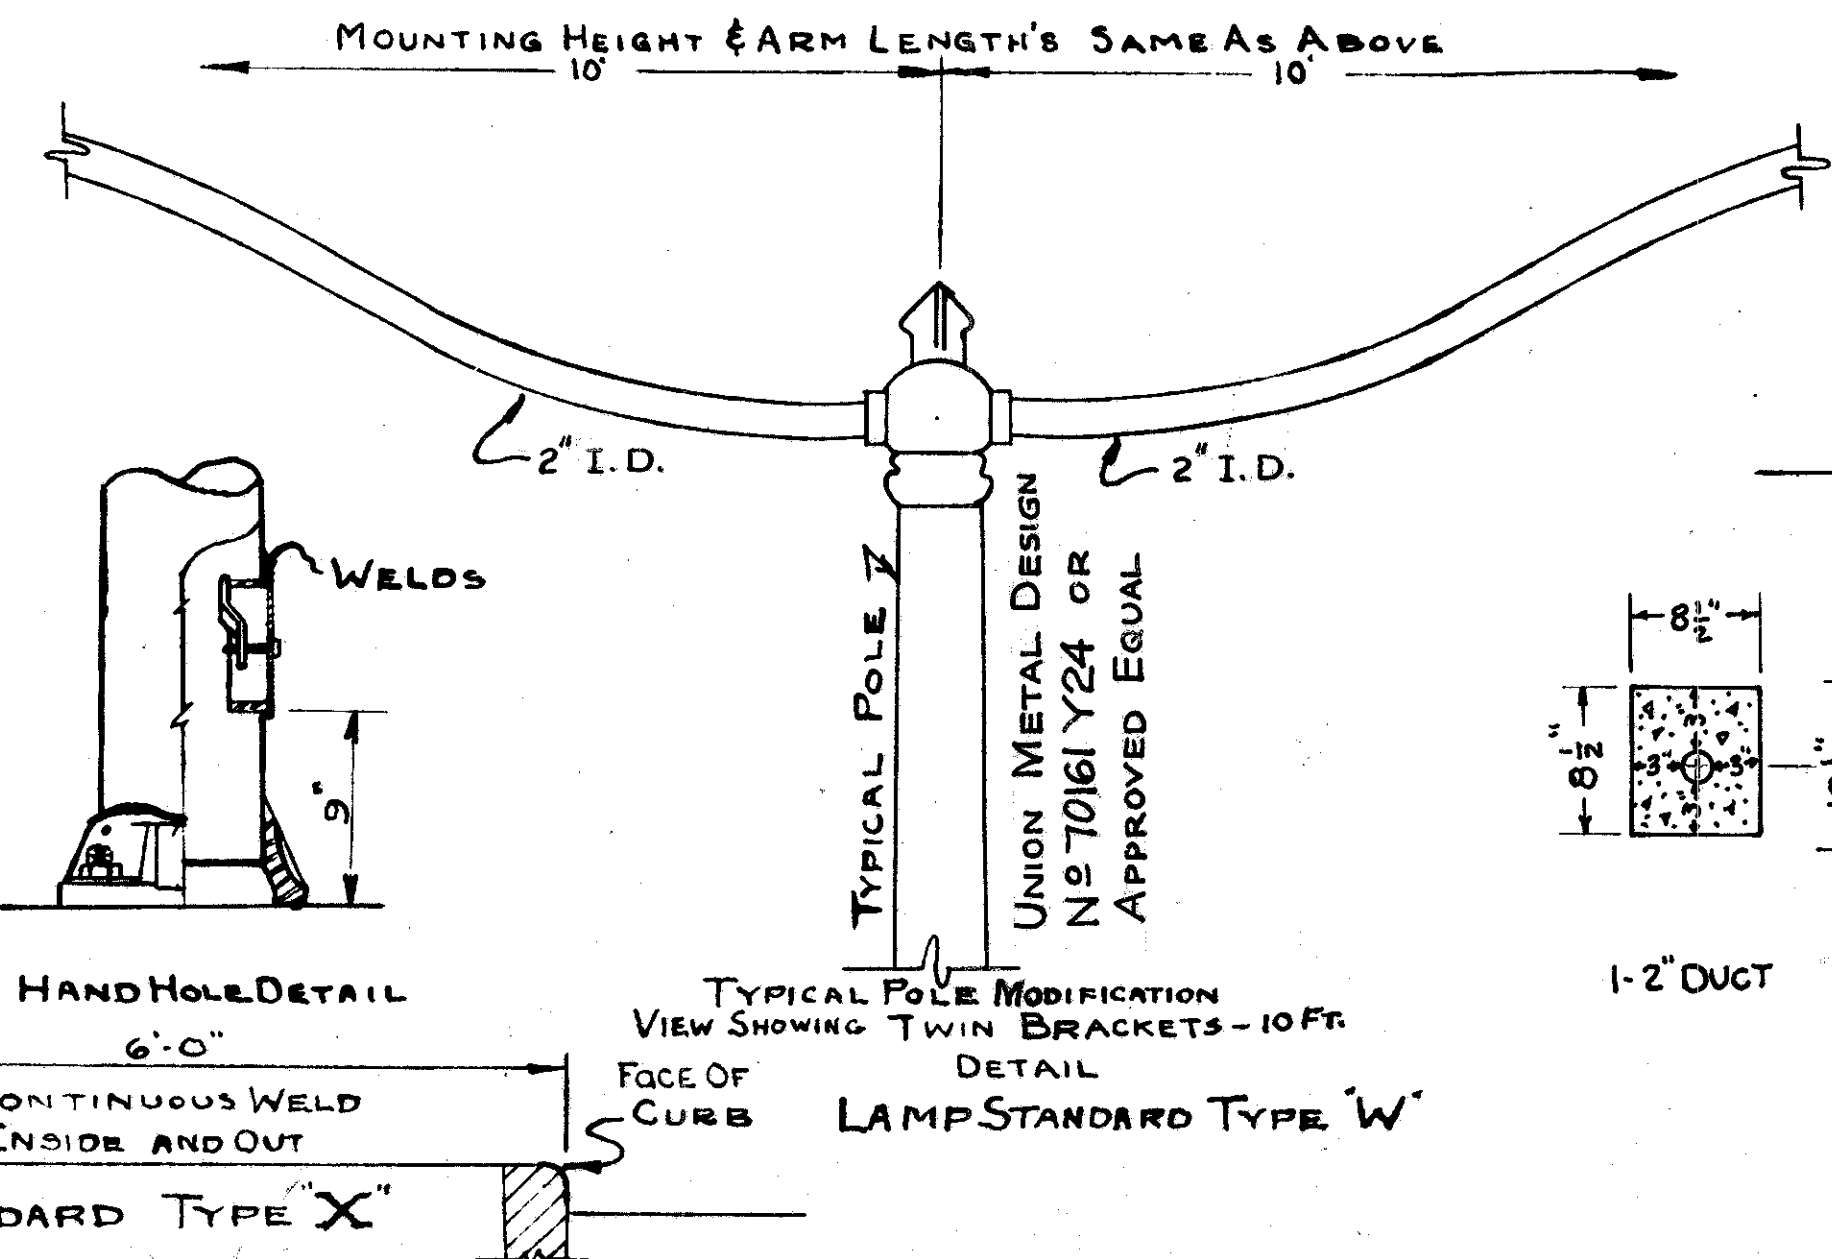 MOUNTING HEIGHT & ARM LENGTH'S SAME AS ABOVE
10'
10'
2" I.D.
2" I.D.
WELDS
9"
TYPICAL POLE
UNION METAL DESIGN
No 70161 Y24 OR
APPROVED EQUAL
8½"
8½"
3"
3"
3"
3"
1-2" DUCT
HAND HOLE DETAIL
TYPICAL POLE MODIFICATION
VIEW SHOWING TWIN BRACKETS - 10 FT.
DETAIL
LAMP STANDARD TYPE "W"
6'-0"
FACE OF
CURB
ONTINUOUS WELD
INSIDE AND OUT
DARD TYPE "X"